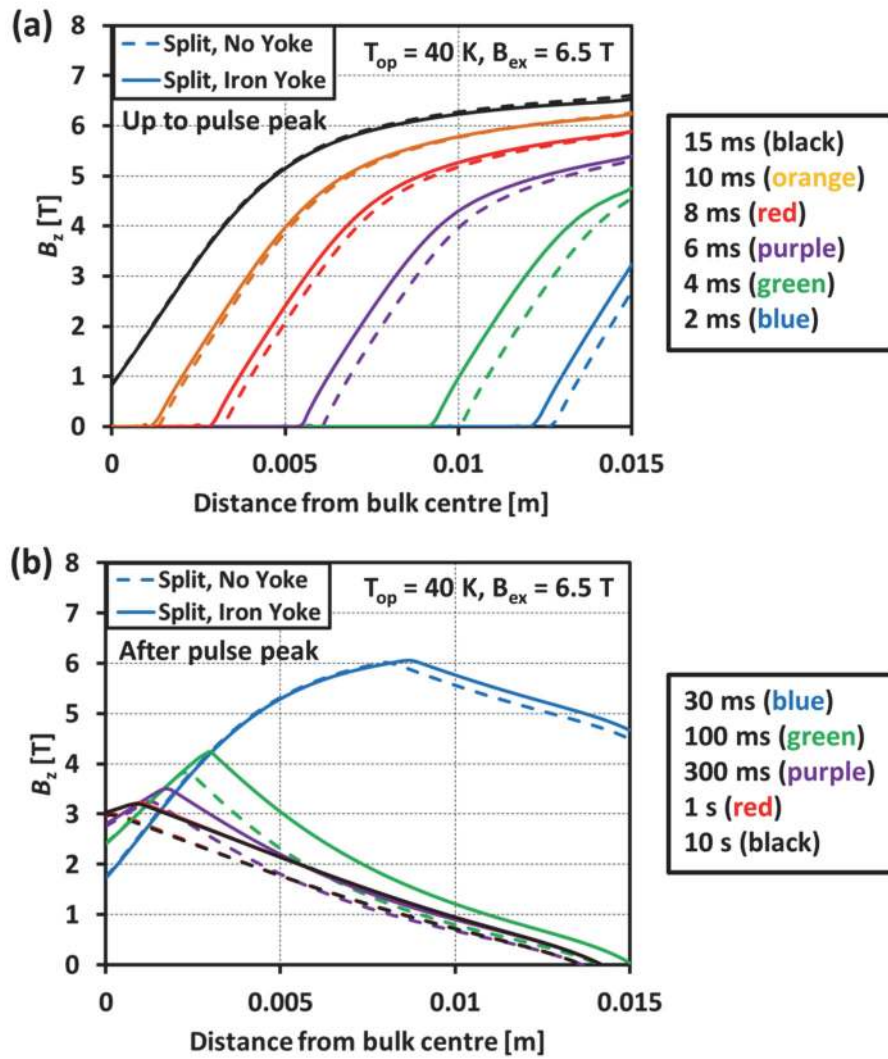 (a)
Split, No Yoke
Split, Iron Yoke
T_op = 40 K, B_ex = 6.5 T
Up to pulse peak
8
7
6
5
4
3
2
1
0
B_z [T]
0 0.005 0.01 0.015
Distance from bulk centre [m]
15 ms (black)
10 ms (orange)
8 ms (red)
6 ms (purple)
4 ms (green)
2 ms (blue)
(b)
Split, No Yoke
Split, Iron Yoke
T_op = 40 K, B_ex = 6.5 T
After pulse peak
8
7
6
5
4
3
2
1
0
B_z [T]
0 0.005 0.01 0.015
Distance from bulk centre [m]
30 ms (blue)
100 ms (green)
300 ms (purple)
1 s (red)
10 s (black)